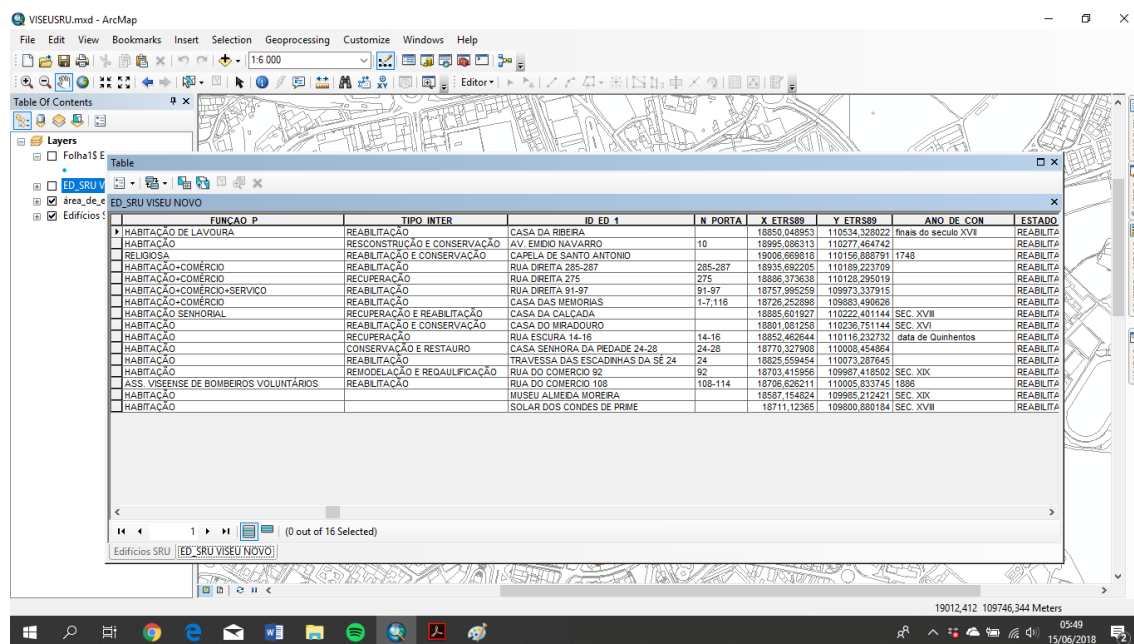 VISEUSRU.mxd - ArcMap
File Edit View Bookmarks Insert Selection Geoprocessing Customize Windows Help
1:6 000
Editor
Table Of Contents
Layers
Folha1$ E
ED_SRU V
área_de_e
Edifícios S
Table
ED_SRU VISEU NOVO
FUNÇAO_P TIPO_INTER ID_ED_1 N_PORTA X_ETRS89 Y_ETRS89 ANO_DE_CON ESTADO
HABITAÇÃO DE LAVOURA REABILITAÇÃO CASA DA RIBEIRA 18850,048953 110534,328022 finais do seculo XVII REABILITA
HABITAÇÃO RESCONSTRUÇÃO E CONSERVAÇÃO AV. EMIDIO NAVARRO 10 18995,086313 110277,464742 REABILITA
RELIGIOSA REABILITAÇÃO E CONSERVAÇÃO CAPELA DE SANTO ANTONIO 19006,669818 110156,888791 1748 REABILITA
HABITAÇÃO+COMÉRCIO REABILITAÇÃO RUA DIREITA 285-287 285-287 18935,692205 110189,223709 REABILITA
HABITAÇÃO+COMÉRCIO RECUPERAÇÃO RUA DIREITA 275 275 18886,373638 110128,295019 REABILITA
HABITAÇÃO+COMÉRCIO+SERVIÇO REABILITAÇÃO RUA DIREITA 91-97 91-97 18757,995259 109973,337915 REABILITA
HABITAÇÃO+COMÉRCIO REABILITAÇÃO CASA DAS MEMORIAS 1-7;116 18726,252898 109883,490626 REABILITA
HABITAÇÃO SENHORIAL RECUPERAÇÃO E REABILITAÇÃO CASA DA CALÇADA 18885,601927 110222,401144 SEC. XVIII REABILITA
HABITAÇÃO REABILITAÇÃO E CONSERVAÇÃO CASA DO MIRADOURO 18801,081258 110236,751144 SEC. XVI REABILITA
HABITAÇÃO RECUPERAÇÃO RUA ESCURA 14-16 14-16 18852,462644 110116,232732 data de Quinhentos REABILITA
HABITAÇÃO CONSERVAÇÃO E RESTAURO CASA SENHORA DA PIEDADE 24-28 24-28 18770,327908 110008,454864 REABILITA
HABITAÇÃO REABILITAÇÃO TRAVESSA DAS ESCADINHAS DA SÉ 24 24 18825,559454 110073,287645 REABILITA
HABITAÇÃO REMODELAÇÃO E REQAULIFICAÇÃO RUA DO COMERCIO 92 92 18703,415956 109987,418502 SEC. XIX REABILITA
ASS. VISEENSE DE BOMBEIROS VOLUNTÁRIOS REABILITAÇÃO RUA DO COMERCIO 108 108-114 18706,626211 110005,833745 1886 REABILITA
HABITAÇÃO MUSEU ALMEIDA MOREIRA 18587,154824 109985,212421 SEC. XIX REABILITA
HABITAÇÃO SOLAR DOS CONDES DE PRIME 18711,12365 109800,880184 SEC. XVIII REABILITA
1 (0 out of 16 Selected)
Edifícios SRU ED_SRU VISEU NOVO
19012,412 109746,344 Meters
05:49
15/06/2018